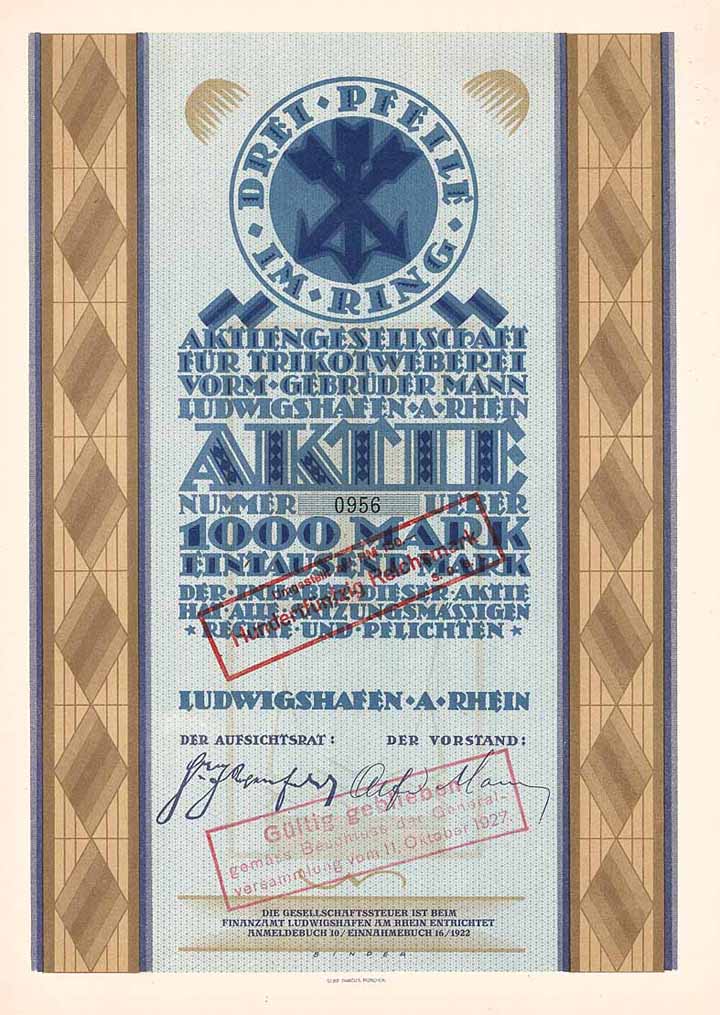 DREI · PFEILE · IM · RING ·
AKTIENGESELLSCHAFT
FÜR TRIKOTWEBEREI
VORM · GEBRÜDER MANN
LUDWIGSHAFEN · A · RHEIN
AKTIE
NUMMER 0956 UEBER
1000 MARK
EINTAUSEND MARK
DER DIESER AKTIE
HAT ALLE SATZUNGSMÄSSIGEN
★ RECHTE UND PFLICHTEN ★
Umgestellt
Hundertfünfzig Reichsmark
LUDWIGSHAFEN · A · RHEIN
DER AUFSICHTSRAT: DER VORSTAND:
Gültig geblieben
gemäss Beschluss der General-
versammlung vom 11. Oktober 1927.
DIE GESELLSCHAFTSSTEUER IST BEIM
FINANZAMT LUDWIGSHAFEN AM RHEIN ENTRICHTET
ANMELDEBUCH 10/EINNAHMEBUCH 16/1922
BINDER